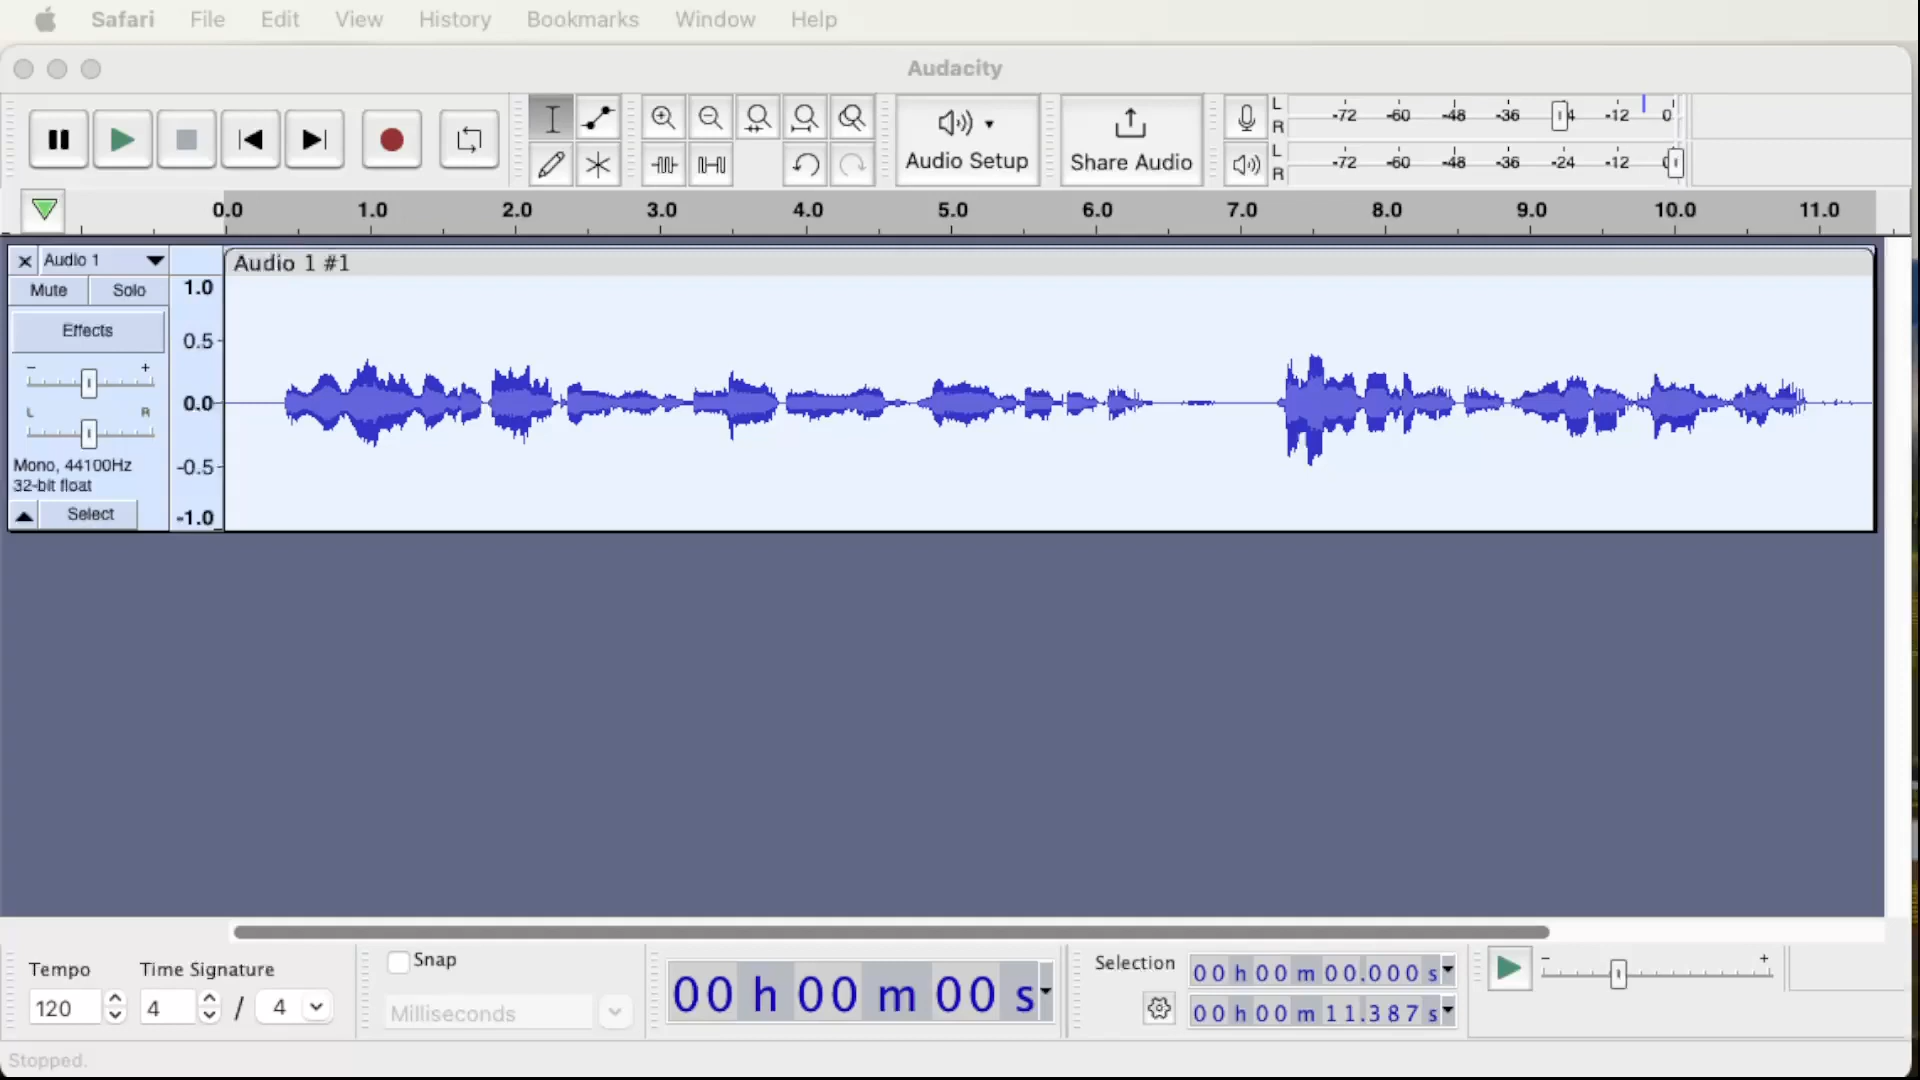 Safari File Edit View History Bookmarks Window Help
Audacity
Audio Setup
Share Audio
L
R
-72 -60 -48 -36 -12 0
L
R
-72 -60 -48 -36 -24 -12
0.0 1.0 2.0 3.0 4.0 5.0 6.0 7.0 8.0 9.0 10.0 11.0
Audio 1
Audio 1 #1
Mute Solo
Effects
- +
L R
Mono, 44100Hz
32-bit float
Select
1.0
0.5
0.0
-0.5
-1.0
Tempo
120
Time Signature
4 / 4
Snap
Milliseconds
00 h 00 m 00 s
Selection
00 h 00 m 00.000 s
00 h 00 m 11.387 s
- +
Stopped.